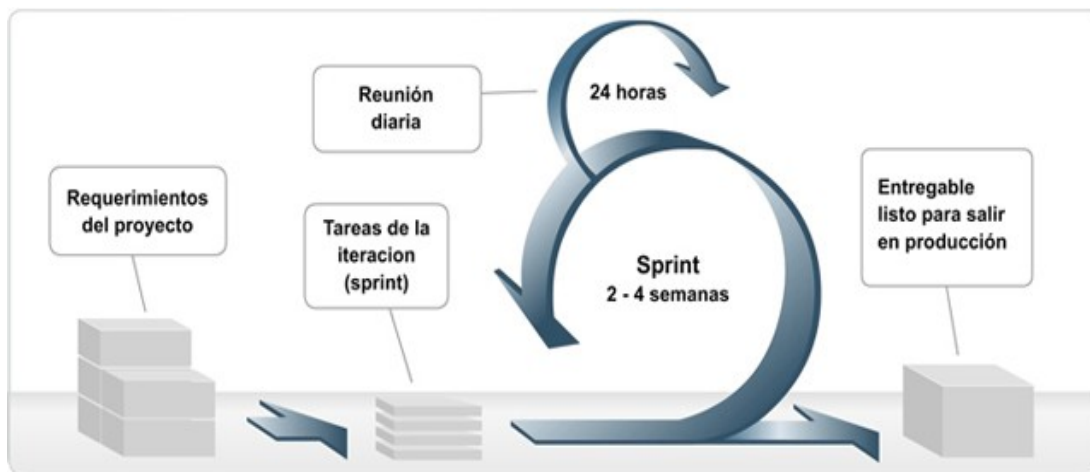 Reunión
diaria
24 horas
Requerimientos
del proyecto
Tareas de la
iteracion
(sprint)
Sprint
2 - 4 semanas
Entregable
listo para salir
en producción